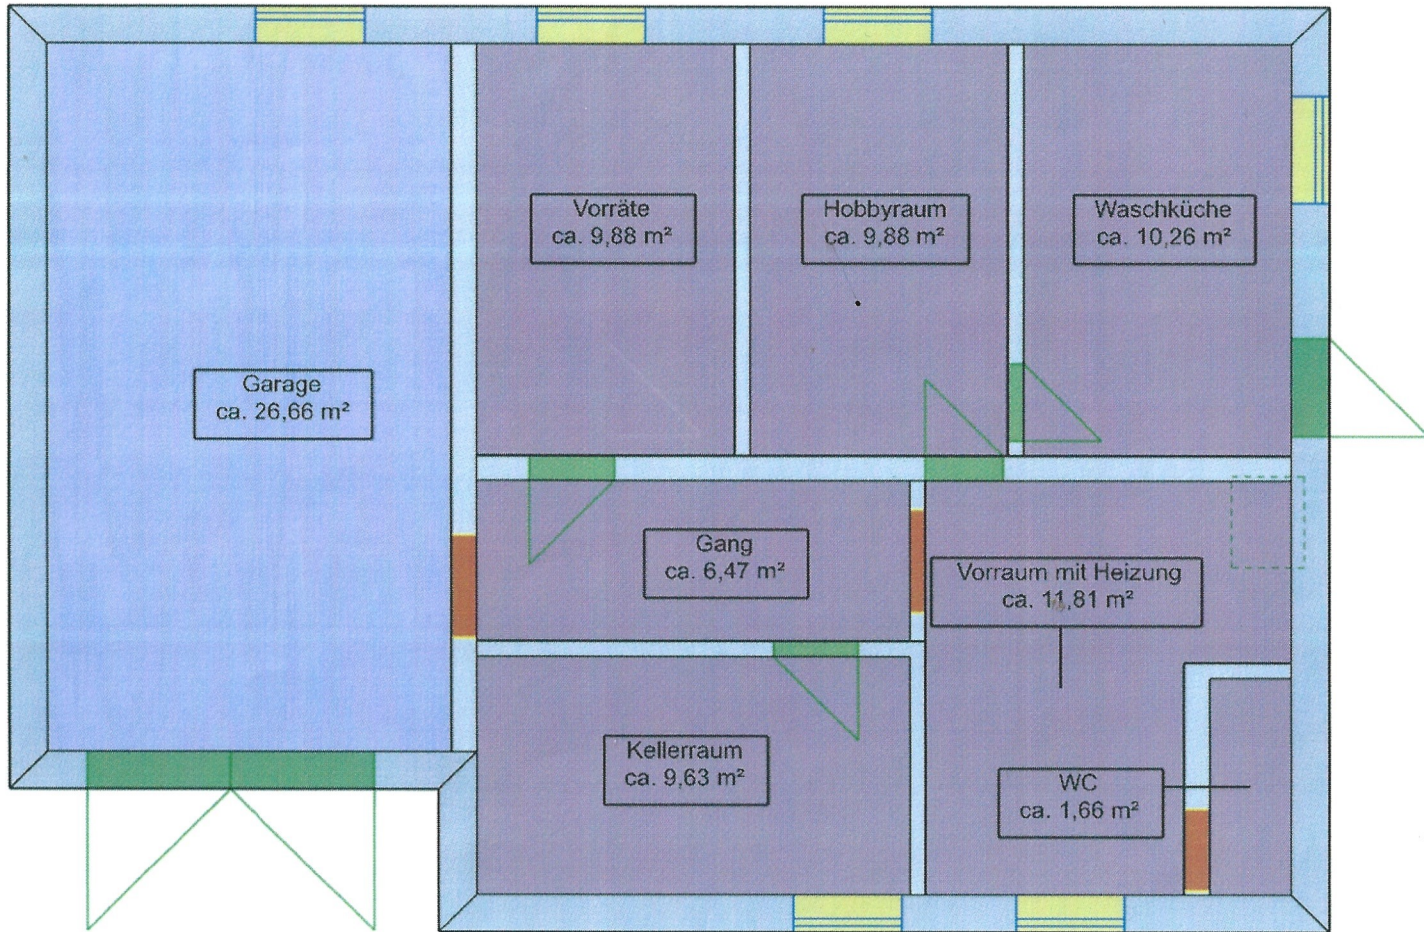 Vorräte
ca. 9,88 m²
Hobbyraum
ca. 9,88 m²
Waschküche
ca. 10,26 m²
Garage
ca. 26,66 m²
Gang
ca. 6,47 m²
Vorraum mit Heizung
ca. 11,81 m²
Kellerraum
ca. 9,63 m²
WC
ca. 1,66 m²